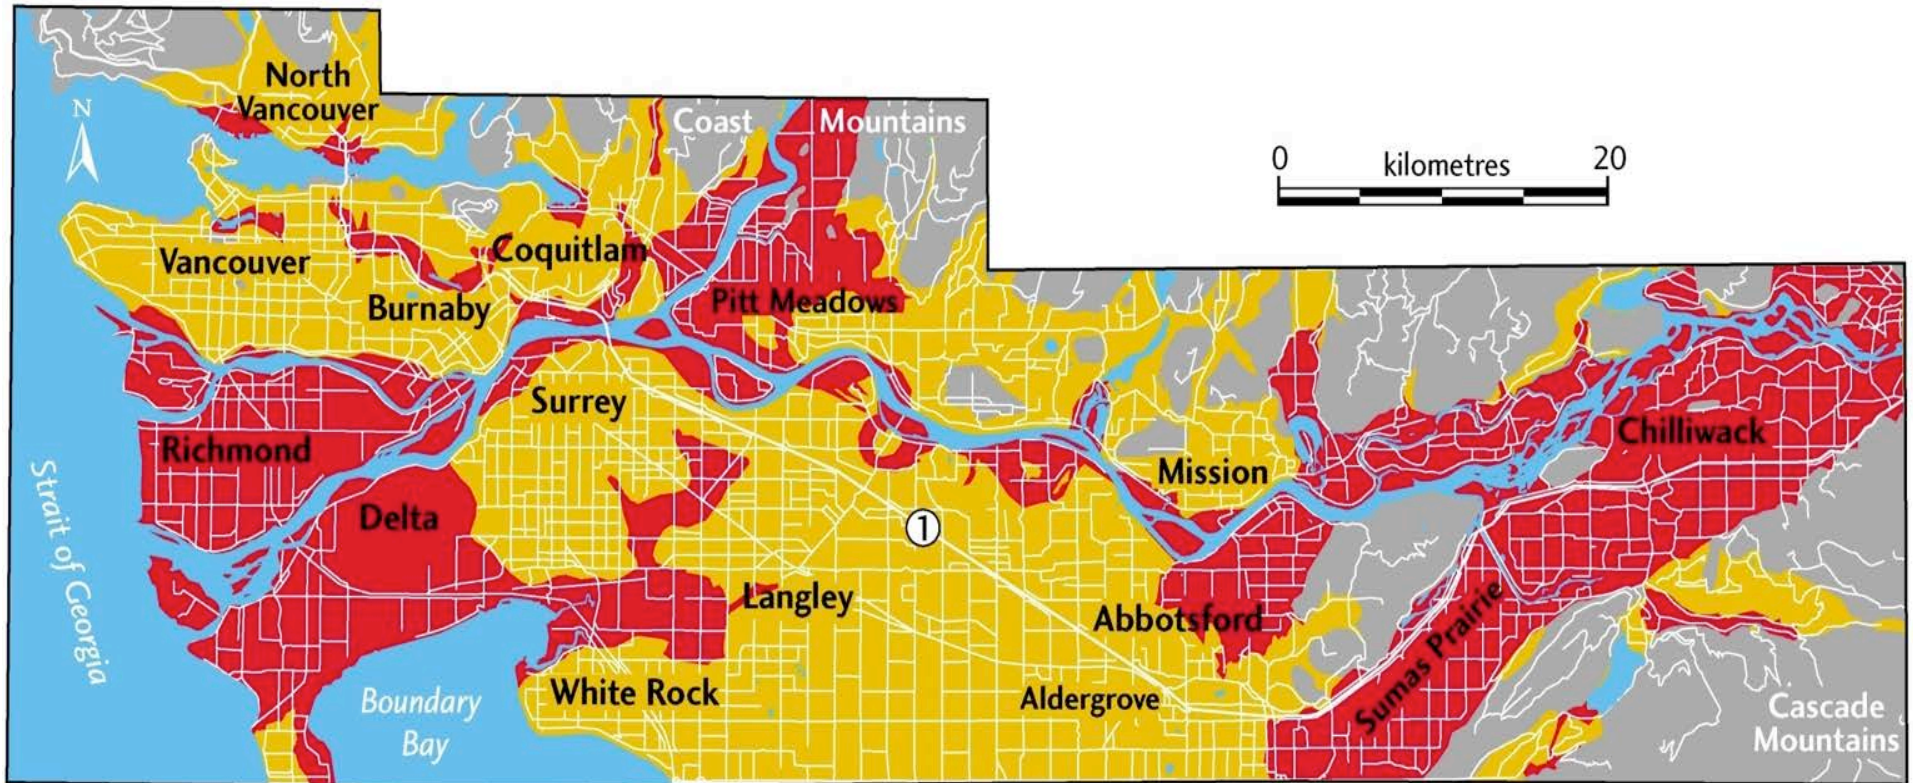 North
Vancouver
N
Coast Mountains
0 kilometres 20
Vancouver
Coquitlam
Burnaby
Pitt Meadows
Surrey
Richmond
Chilliwack
Mission
Delta
1
Strait of Georgia
Langley
Abbotsford
Sumas Prairie
White Rock
Aldergrove
Boundary
Bay
Cascade
Mountains